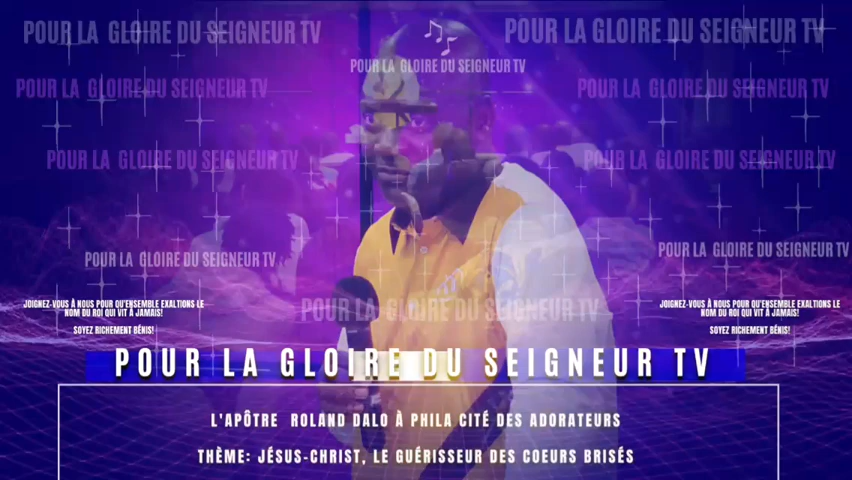 POUR LA GLOIRE DU SEIGNEUR TV
POUR LA GLOIRE DU SEIGNEUR TV
POUR LA GLOIRE DU SEIGNEUR TV
POUR LA GLOIRE DU SEIGNEUR TV
POUR LA GLOIRE DU SEIGNEUR TV
POUR LA GLOIRE DU SEIGNEUR TV
POUR LA GLOIRE DU SEIGNEUR TV
POUR LA GLOIRE DU SEIGNEUR TV
POUR LA GLOIRE DU SEIGNEUR TV
POUR LA GLOIRE DU SEIGNEUR TV
JOIGNEZ-VOUS À NOUS POUR QU'ENSEMBLE EXALTIONS LE
NOM DU ROI QUI VIT À JAMAIS!
SOYEZ RICHEMENT BÉNIS!
JOIGNEZ-VOUS À NOUS POUR QU'ENSEMBLE EXALTIONS LE
NOM DU ROI QUI VIT À JAMAIS!
SOYEZ RICHEMENT BÉNIS!
POUR LA GLOIRE DU SEIGNEUR TV
L'APÔTRE ROLAND DALO À PHILA CITÉ DES ADORATEURS
THÈME: JÉSUS-CHRIST, LE GUÉRISSEUR DES COEURS BRISÉS